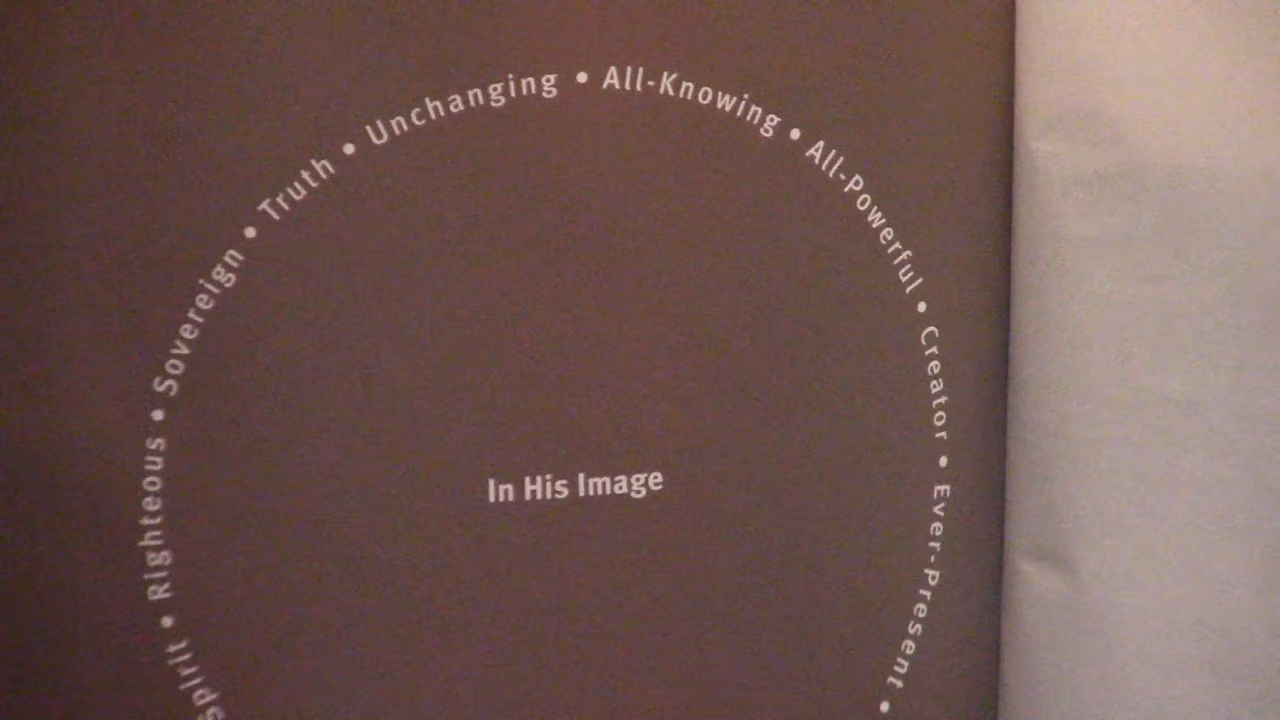 Spirit • Righteous • Sovereign • Truth • Unchanging • All-Knowing • All-Powerful • Creator • Ever-Present •
In His Image